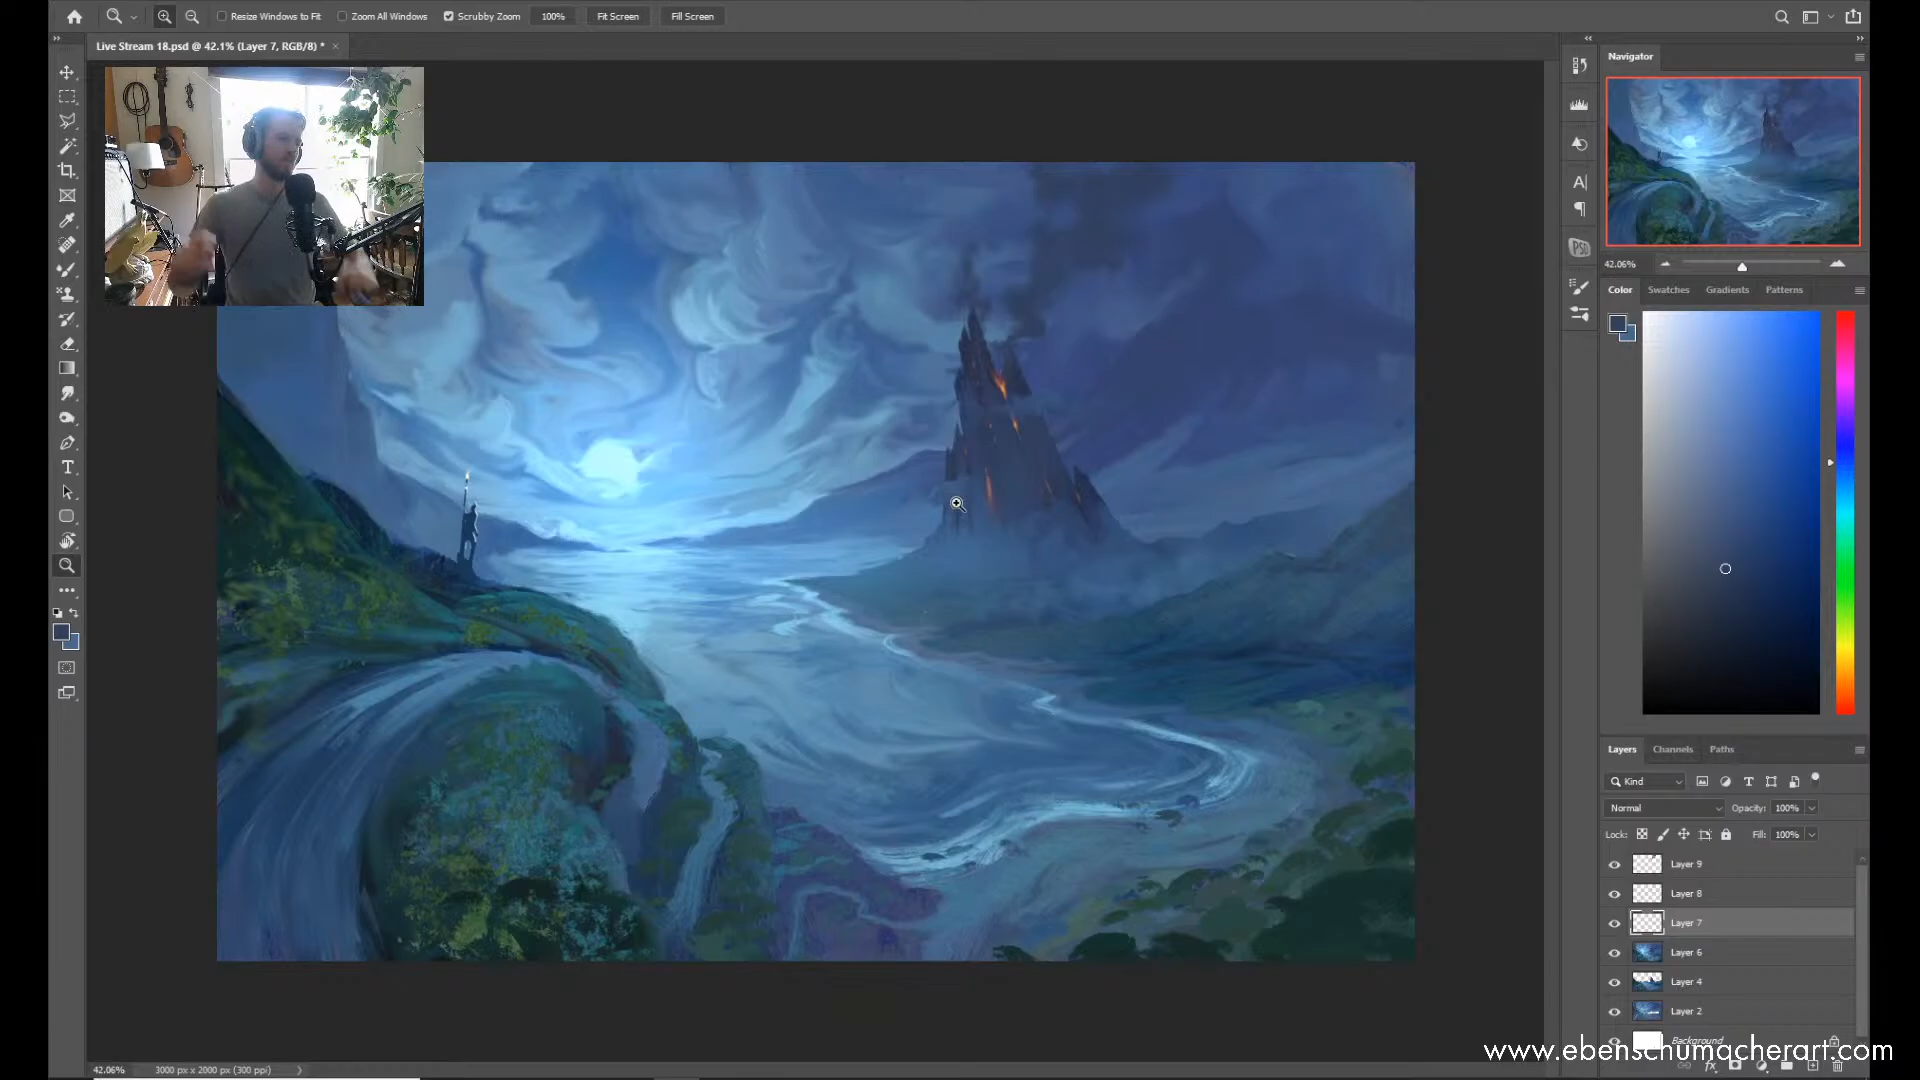 Resize Windows to Fit
Zoom All Windows
Scrubby Zoom
100%
Fit Screen
Fill Screen
Live Stream 18.psd @ 42.1% (Layer 7, RGB/8) *
Navigator
42.06%
Color
Swatches
Gradients
Patterns
Layers
Channels
Paths
Kind
Normal
Opacity: 100%
Lock:
Fill: 100%
Layer 9
Layer 8
Layer 7
Layer 6
Layer 4
Layer 2
Background
www.ebenschumacherart.com
42.06%
3000 px x 2000 px (300 ppi)